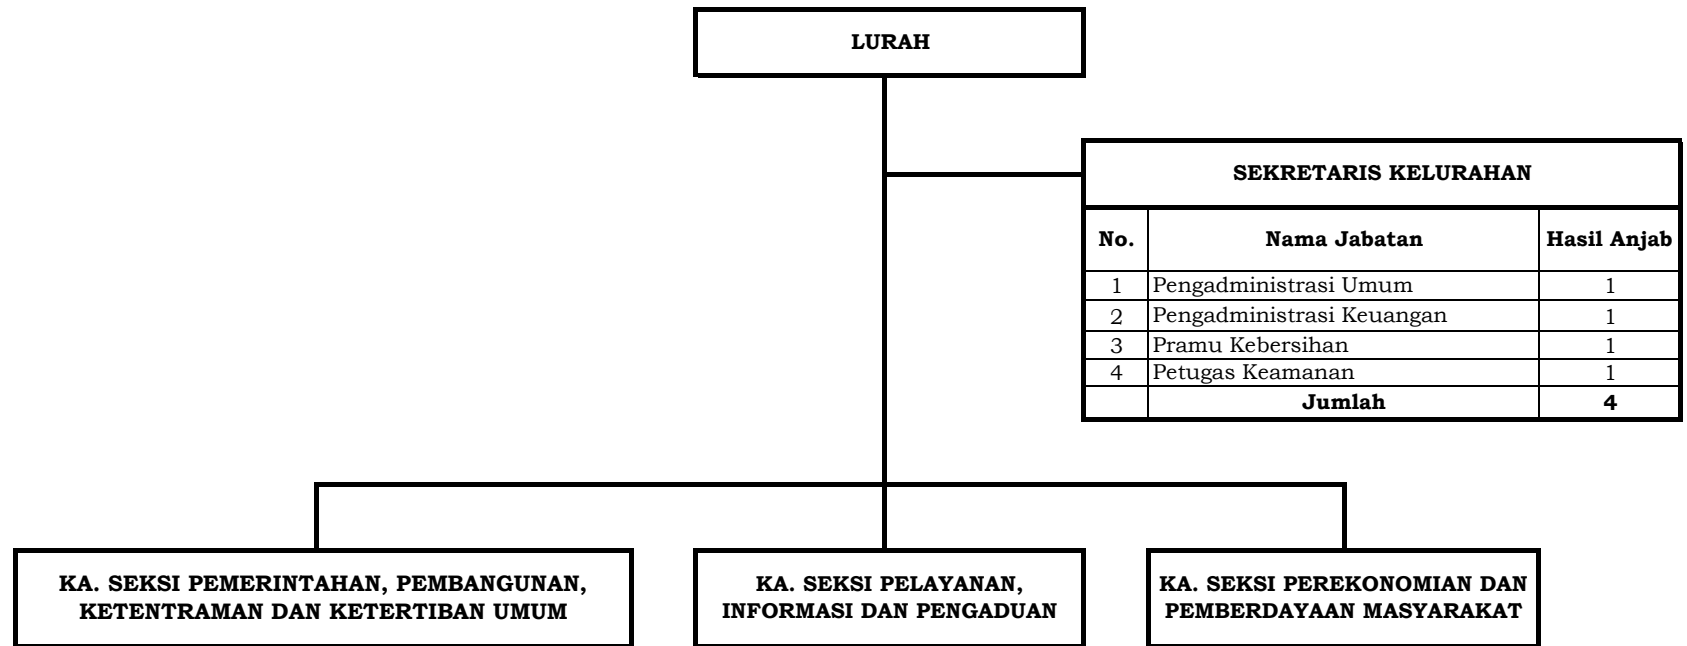 LURAH
SEKRETARIS KELURAHAN
No. Nama Jabatan Hasil Anjab
1 Pengadministrasi Umum 1
2 Pengadministrasi Keuangan 1
3 Pramu Kebersihan 1
4 Petugas Keamanan 1
Jumlah 4
KA. SEKSI PEMERINTAHAN, PEMBANGUNAN,
KETENTRAMAN DAN KETERTIBAN UMUM
KA. SEKSI PELAYANAN,
INFORMASI DAN PENGADUAN
KA. SEKSI PEREKONOMIAN DAN
PEMBERDAYAAN MASYARAKAT